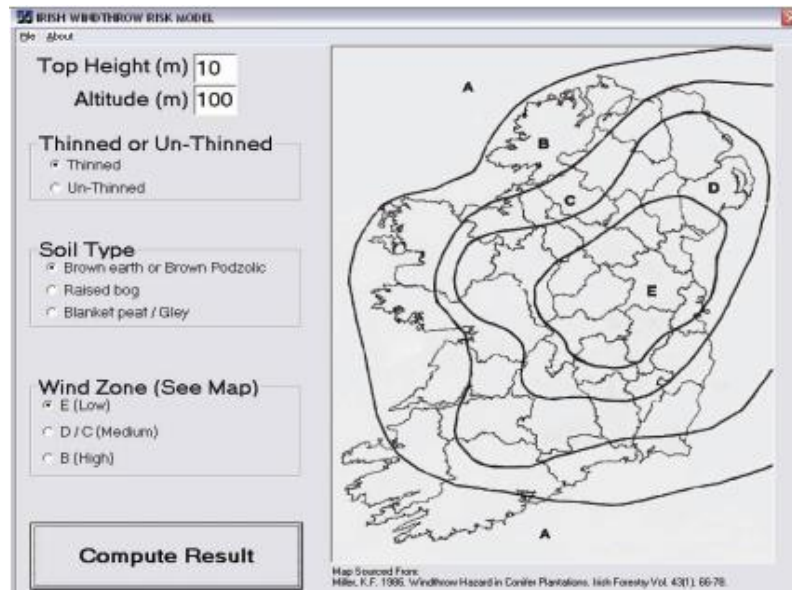 IRISH WINDTHROW RISK MODEL
File About
Top Height (m) 10
Altitude (m) 100
Thinned or Un-Thinned
Thinned
Un-Thinned
Soil Type
Brown earth or Brown Podzolic
Raised bog
Blanket peat / Gley
Wind Zone (See Map)
E (Low)
D / C (Medium)
B (High)
Compute Result
A
B
C
D
E
A
Map Sourced From:
Miller, K.F. 1986. Windthrow Hazard in Conifer Plantations. Irish Forestry Vol. 43(1): 66-78.